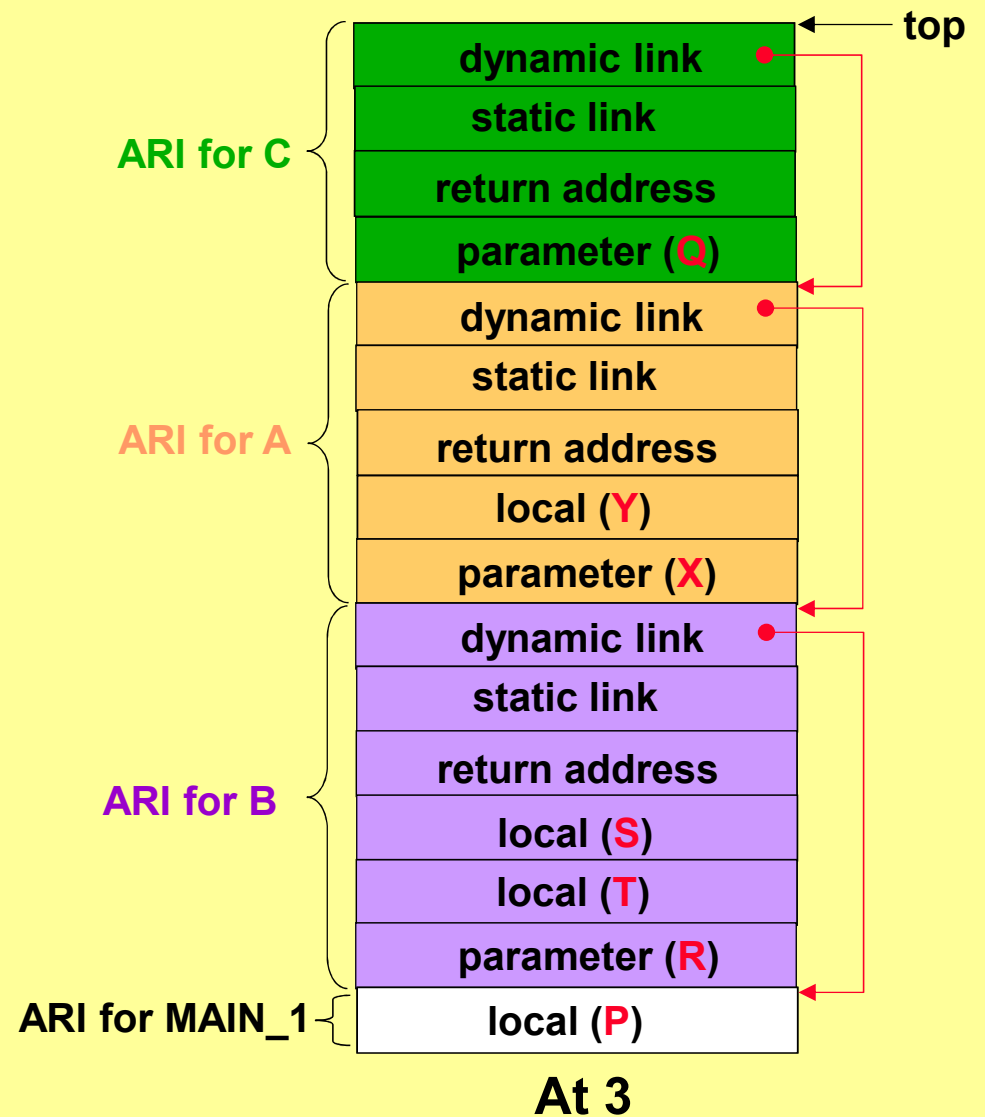 top
dynamic link
static link
ARI for C
return address
parameter (Q)
dynamic link
static link
ARI for A
return address
local (Y)
parameter (X)
dynamic link
static link
return address
ARI for B
local (S)
local (T)
parameter (R)
ARI for MAIN_1
local (P)
At 3